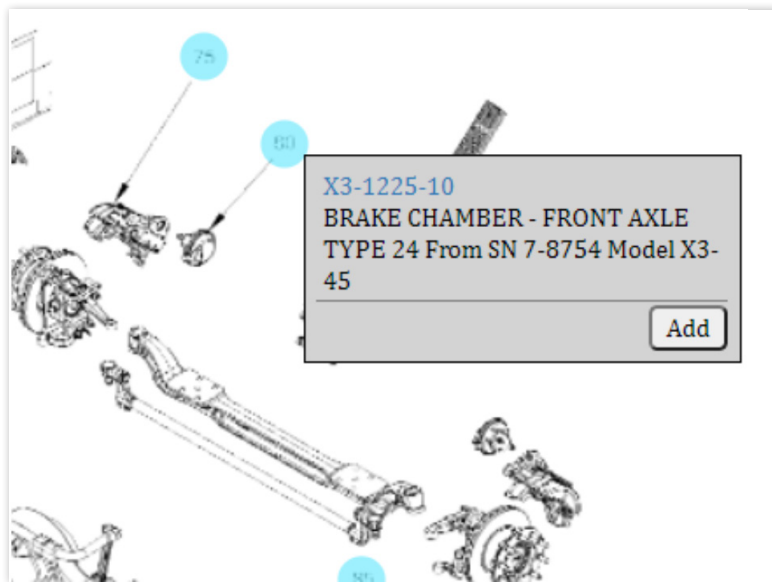 75
80
X3-1225-10
BRAKE CHAMBER - FRONT AXLE
TYPE 24 From SN 7-8754 Model X3-
45
Add